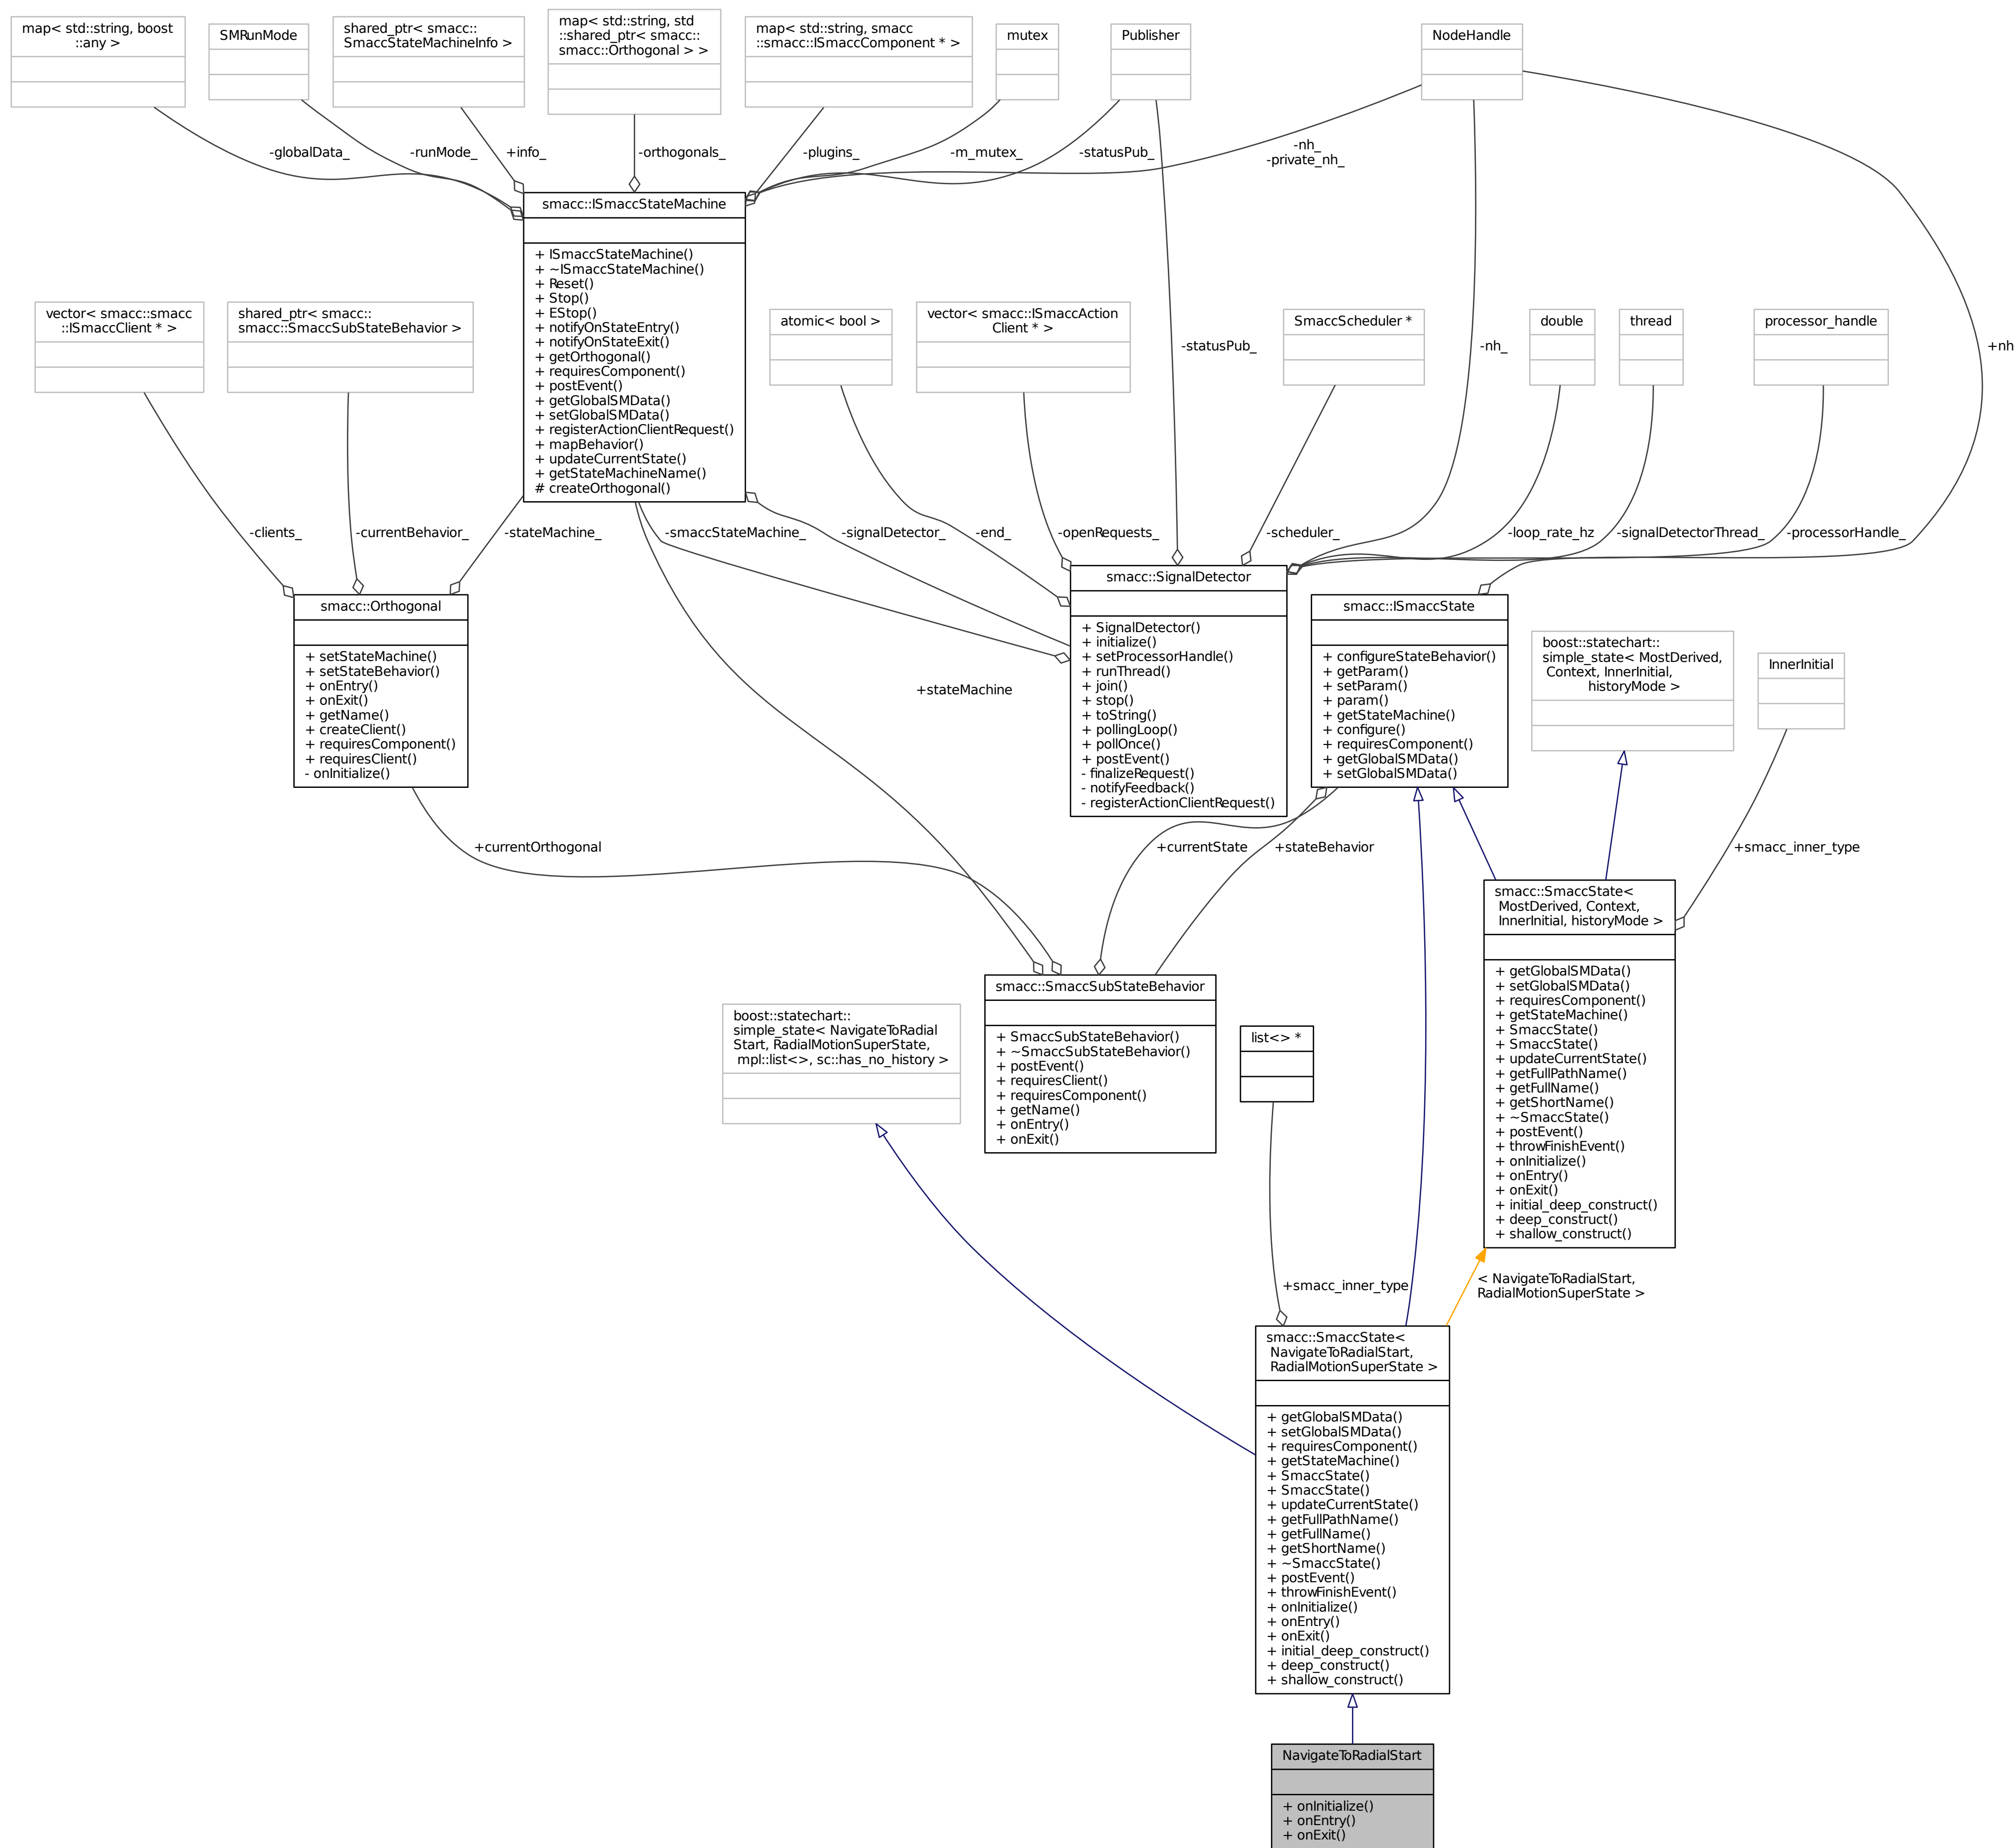 map< std::string, boost
::any >
SMRunMode
shared_ptr< smacc::
SmaccStateMachineInfo >
map< std::string, std
::shared_ptr< smacc::
smacc::Orthogonal > >
map< std::string, smacc
::smacc::ISmaccComponent * >
mutex
Publisher
NodeHandle
-globalData_
-runMode_
+info_
-orthogonals_
-plugins_
-m_mutex_
-statusPub_
-nh_
-private_nh_
smacc::ISmaccStateMachine
+ ISmaccStateMachine()
+ ~ISmaccStateMachine()
+ Reset()
+ Stop()
+ EStop()
+ notifyOnStateEntry()
+ notifyOnStateExit()
+ getOrthogonal()
+ requiresComponent()
+ postEvent()
+ getGlobalSMData()
+ setGlobalSMData()
+ registerActionClientRequest()
+ mapBehavior()
+ updateCurrentState()
+ getStateMachineName()
# createOrthogonal()
vector< smacc::smacc
::ISmaccClient * >
shared_ptr< smacc::
smacc::SmaccSubStateBehavior >
atomic< bool >
vector< smacc::ISmaccAction
Client * >
SmaccScheduler *
double
thread
processor_handle
-statusPub_
-nh_
+nh
-clients_
-currentBehavior_
-stateMachine_
-smaccStateMachine_
-signalDetector_
-end_
-openRequests_
-scheduler_
-loop_rate_hz
-signalDetectorThread_
-processorHandle_
smacc::Orthogonal
+ setStateMachine()
+ setStateBehavior()
+ onEntry()
+ onExit()
+ getName()
+ createClient()
+ requiresComponent()
+ requiresClient()
- onInitialize()
smacc::SignalDetector
+ SignalDetector()
+ initialize()
+ setProcessorHandle()
+ runThread()
+ join()
+ stop()
+ toString()
+ pollingLoop()
+ pollOnce()
+ postEvent()
- finalizeRequest()
- notifyFeedback()
- registerActionClientRequest()
smacc::ISmaccState
+ configureStateBehavior()
+ getParam()
+ setParam()
+ param()
+ getStateMachine()
+ configure()
+ requiresComponent()
+ getGlobalSMData()
+ setGlobalSMData()
boost::statechart::
simple_state< MostDerived,
Context, InnerInitial,
historyMode >
InnerInitial
+stateMachine
+currentOrthogonal
+currentState
+stateBehavior
+smacc_inner_type
smacc::SmaccState<
MostDerived, Context,
InnerInitial, historyMode >
+ getGlobalSMData()
+ setGlobalSMData()
+ requiresComponent()
+ getStateMachine()
+ SmaccState()
+ SmaccState()
+ updateCurrentState()
+ getFullPathName()
+ getFullName()
+ getShortName()
+ ~SmaccState()
+ postEvent()
+ throwFinishEvent()
+ onInitialize()
+ onEntry()
+ onExit()
+ initial_deep_construct()
+ deep_construct()
+ shallow_construct()
smacc::SmaccSubStateBehavior
+ SmaccSubStateBehavior()
+ ~SmaccSubStateBehavior()
+ postEvent()
+ requiresClient()
+ requiresComponent()
+ getName()
+ onEntry()
+ onExit()
boost::statechart::
simple_state< NavigateToRadial
Start, RadialMotionSuperState,
mpl::list<>, sc::has_no_history >
list<> *
+smacc_inner_type
< NavigateToRadialStart,
RadialMotionSuperState >
smacc::SmaccState<
NavigateToRadialStart,
RadialMotionSuperState >
+ getGlobalSMData()
+ setGlobalSMData()
+ requiresComponent()
+ getStateMachine()
+ SmaccState()
+ SmaccState()
+ updateCurrentState()
+ getFullPathName()
+ getFullName()
+ getShortName()
+ ~SmaccState()
+ postEvent()
+ throwFinishEvent()
+ onInitialize()
+ onEntry()
+ onExit()
+ initial_deep_construct()
+ deep_construct()
+ shallow_construct()
NavigateToRadialStart
+ onInitialize()
+ onEntry()
+ onExit()